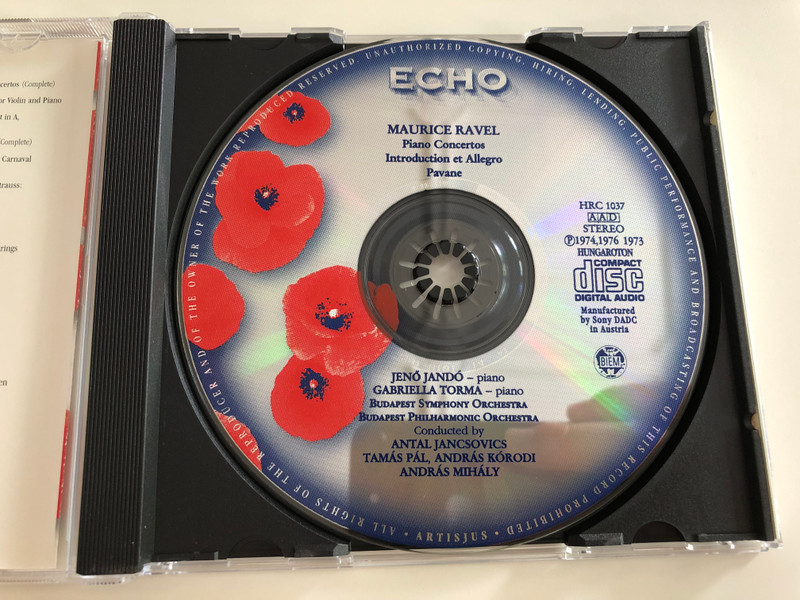 certos (Complete)
or Violin and Piano
t in A,
(Complete)
Carnaval
trauss:
rings
en
ECHO
MAURICE RAVEL
Piano Concertos
Introduction et Allegro
Pavane
HRC 1037
AAD
STEREO
Ⓟ1974,1976 1973
HUNGAROTON
COMPACT
disc
DIGITAL AUDIO
Manufactured
by Sony DADC
in Austria
BIEM
JENŐ JANDÓ – piano
GABRIELLA TORMA – piano
BUDAPEST SYMPHONY ORCHESTRA
BUDAPEST PHILHARMONIC ORCHESTRA
Conducted by
ANTAL JANCSOVICS
TAMÁS PÁL, ANDRÁS KÓRODI
ANDRÁS MIHÁLY
ALL RIGHTS OF THE REPRODUCER AND OF THE OWNER OF THE WORK REPRODUCED RESERVED. UNAUTHORIZED COPYING, HIRING, LENDING, PUBLIC PERFORMANCE AND BROADCASTING OF THIS RECORD PROHIBITED • ARTISJUS •